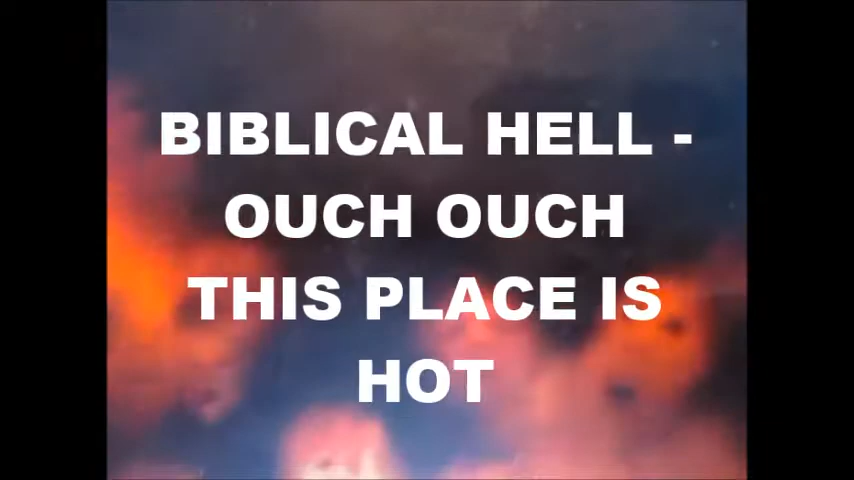 BIBLICAL HELL -
OUCH OUCH
THIS PLACE IS
HOT